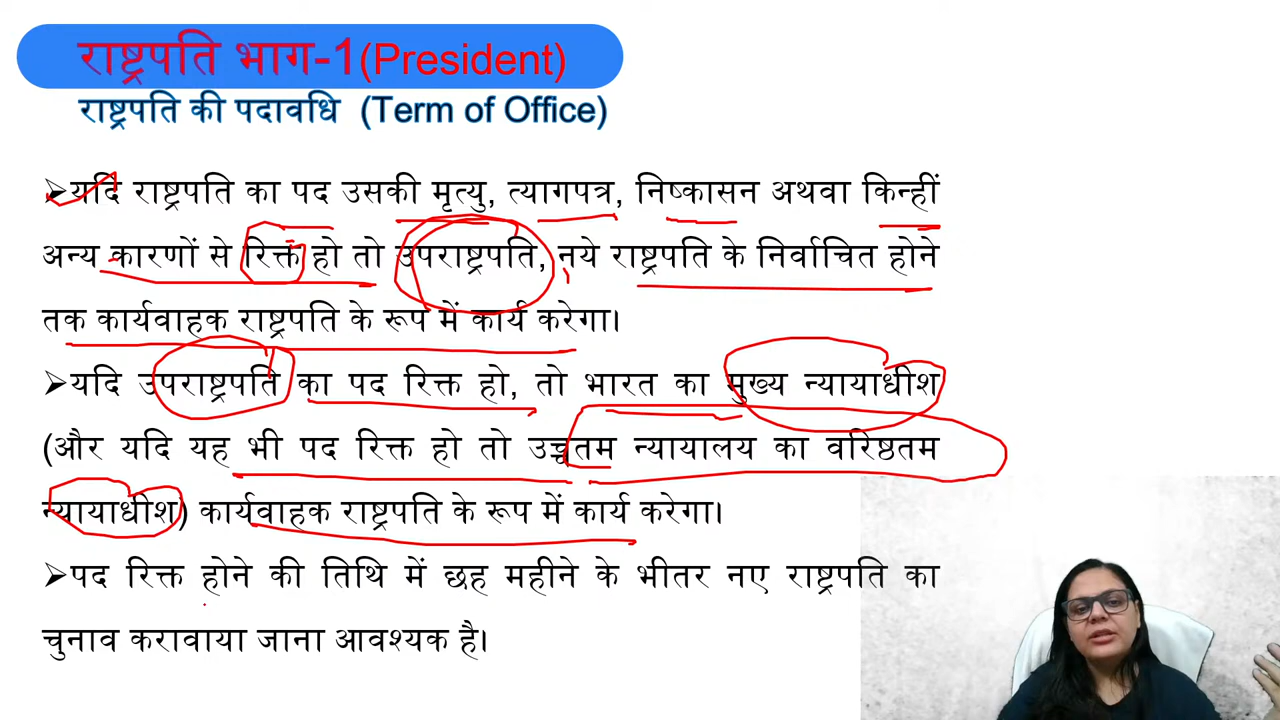 राष्ट्रपति भाग-1(President)
राष्ट्रपति की पदावधि (Term of Office)
➢यदि राष्ट्रपति का पद उसकी मृत्यु, त्यागपत्र, निष्कासन अथवा किन्हीं
अन्य कारणों से रिक्त हो तो उपराष्ट्रपति, नये राष्ट्रपति के निर्वाचित होने
तक कार्यवाहक राष्ट्रपति के रूप में कार्य करेगा।
➢यदि उपराष्ट्रपति का पद रिक्त हो, तो भारत का मुख्य न्यायाधीश
(और यदि यह भी पद रिक्त हो तो उच्चतम न्यायालय का वरिष्ठतम
न्यायाधीश) कार्यवाहक राष्ट्रपति के रूप में कार्य करेगा।
➢पद रिक्त होने की तिथि में छह महीने के भीतर नए राष्ट्रपति का
चुनाव करावाया जाना आवश्यक है।